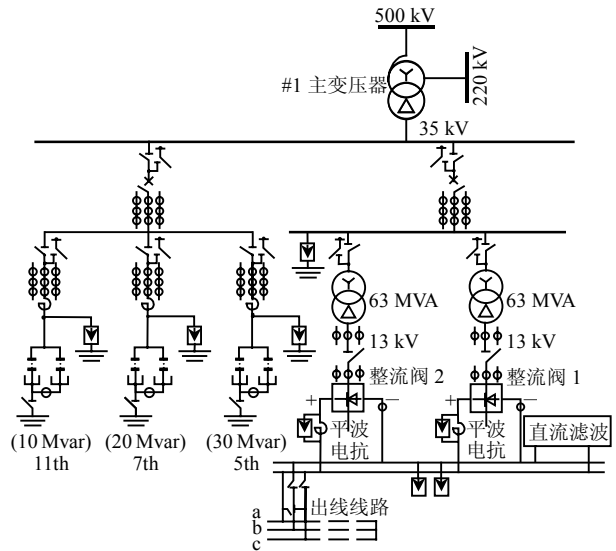 500 kV
#1 主变压器
220 kV
35 kV
63 MVA
63 MVA
13 kV
13 kV
整流阀 2
整流阀 1
+
−
+
−
平波
电抗
平波
电抗
直流滤波
(10 Mvar)
11th
(20 Mvar)
7th
(30 Mvar)
5th
出线线路
a
b
c